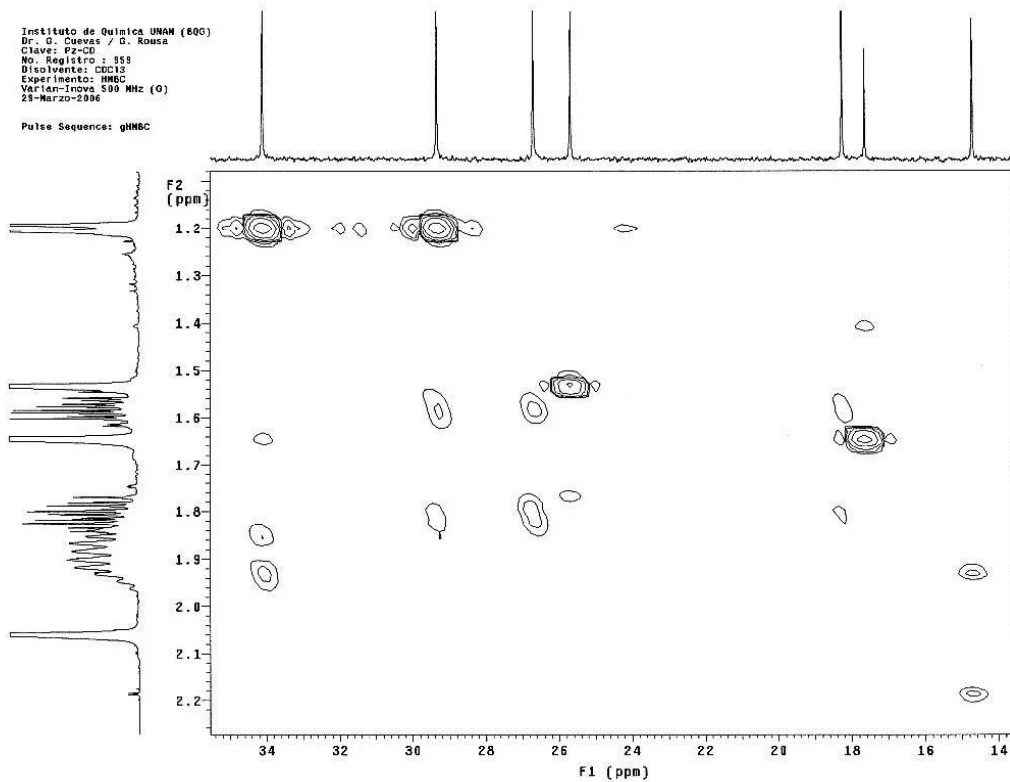 Instituto de Quimica UNAM (BQG)
Dr. G. Cuevas / G. Rousa
Clave: Pz-CD
No. Registro : 959
Disolvente: CDCl3
Experimento: HMBC
Varian-Inova 500 MHz (G)
29-Marzo-2006
Pulse Sequence: gHMBC
F2
(ppm)
1.2
1.3
1.4
1.5
1.6
1.7
1.8
1.9
2.0
2.1
2.2
34 32 30 28 26 24 22 20 18 16 14
F1 (ppm)